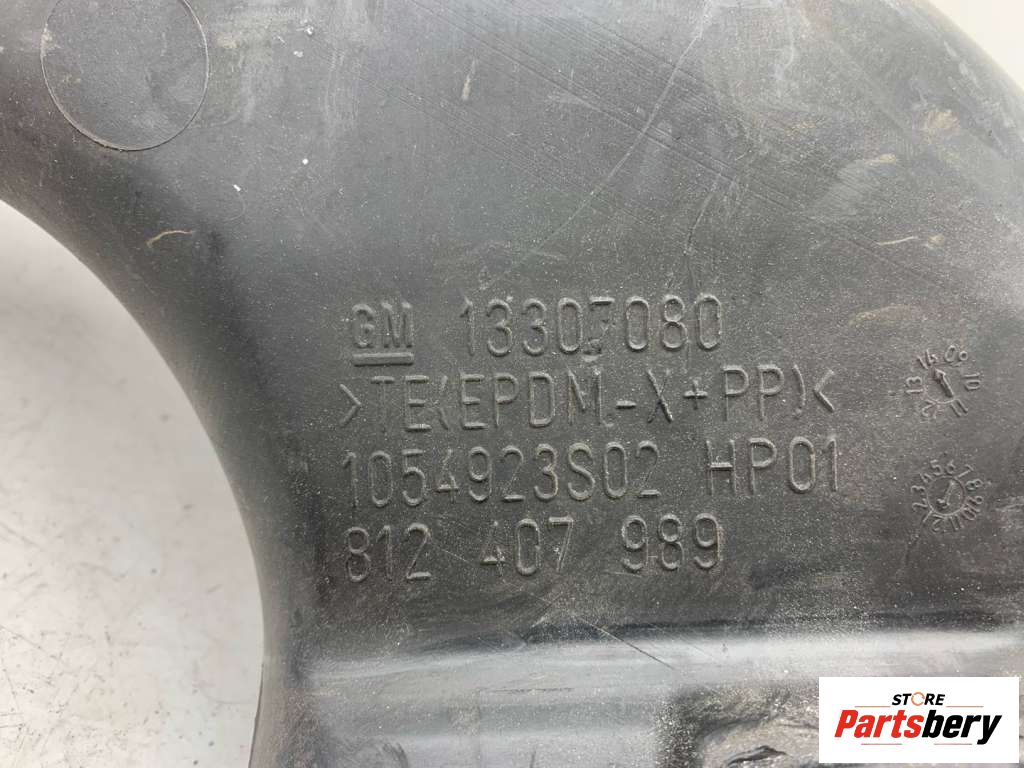 GM 13307080
>TE(EPDM-X+PP)<
1054923S02 HP01
812 407 989
STORE
Partsbery